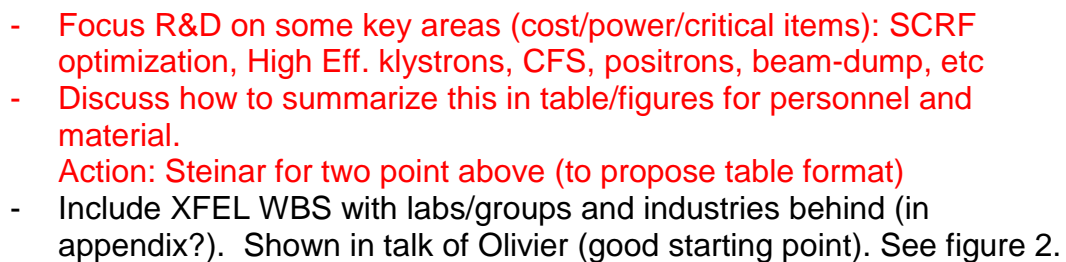 - Focus R&D on some key areas (cost/power/critical items): SCRF
optimization, High Eff. klystrons, CFS, positrons, beam-dump, etc
- Discuss how to summarize this in table/figures for personnel and
material.
Action: Steinar for two point above (to propose table format)
- Include XFEL WBS with labs/groups and industries behind (in
appendix?).  Shown in talk of Olivier (good starting point). See figure 2.